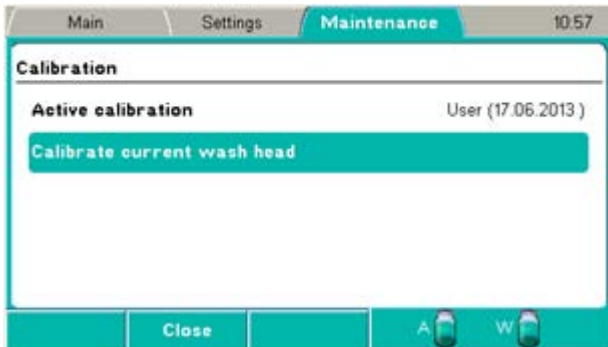 Main Settings Maintenance 10:57
Calibration
Active calibration User (17.06.2013 )
Calibrate current wash head
Close A W